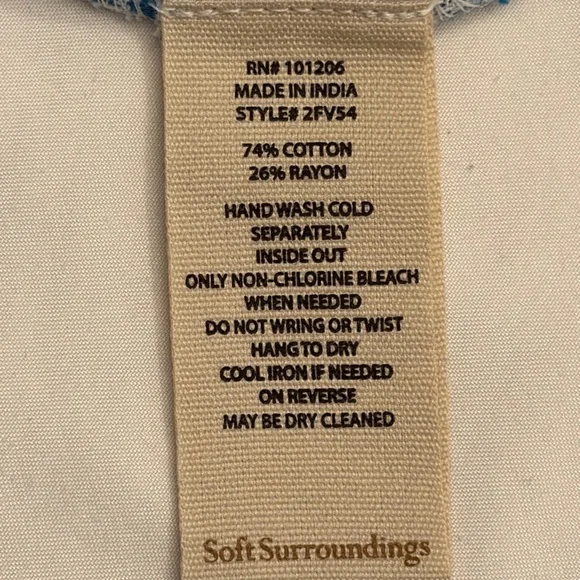 RN# 101206
MADE IN INDIA
STYLE# 2FV54
74% COTTON
26% RAYON
HAND WASH COLD
SEPARATELY
INSIDE OUT
ONLY NON-CHLORINE BLEACH
WHEN NEEDED
DO NOT WRING OR TWIST
HANG TO DRY
COOL IRON IF NEEDED
ON REVERSE
MAY BE DRY CLEANED
Soft Surroundings